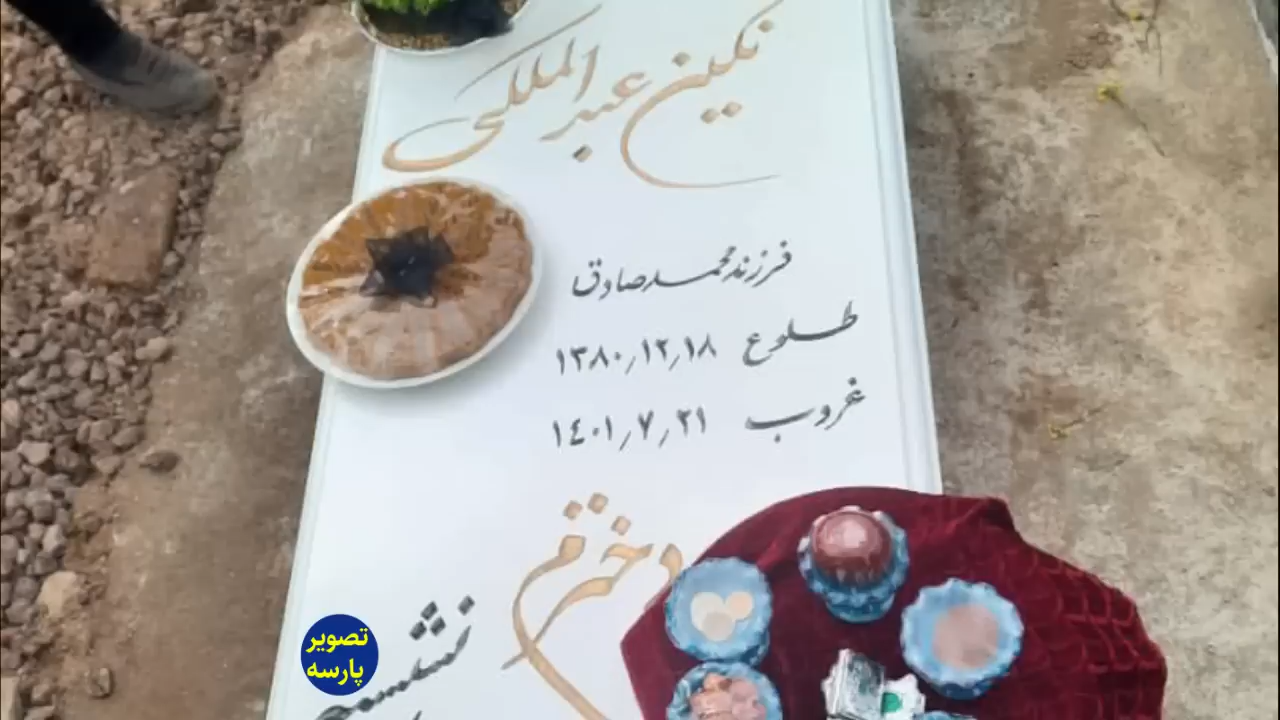 نگین عبدالملکی
فرزند محمدصادق
طلوع ۱۳۸۰٫۱۲٫۱۸
غروب ۱۴۰۱٫۷٫۲۱
دخترم
تصویر
پارسه